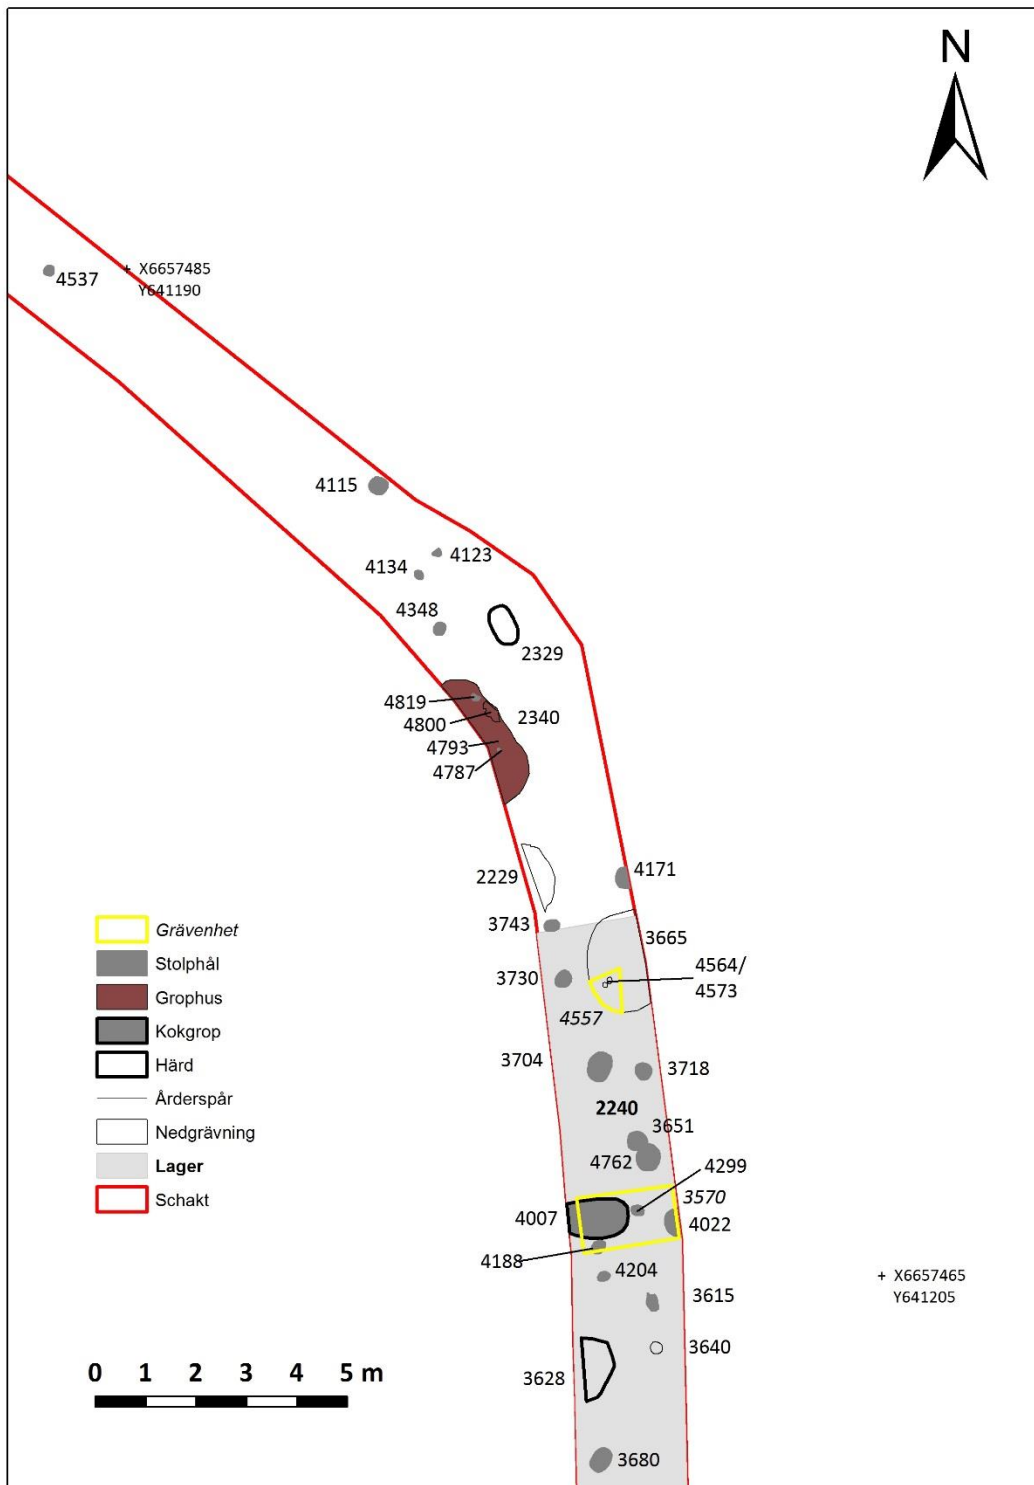 N
X6657485
4537
Y641190
4115
4123
4134
4348
2329
4819
2340
4800
4793
4787
2229
4171
3743
3665
4564/
3730
4573
4557
3704
3718
2240
3651
4762
4299
3570
4007
4022
4188
4204
X6657465
3615
Y641205
3640
3628
3680
Grävenhet
Stolphål
Grophus
Kokgrop
Härd
Årderspår
Nedgrävning
Lager
Schakt
0 1 2 3 4 5 m